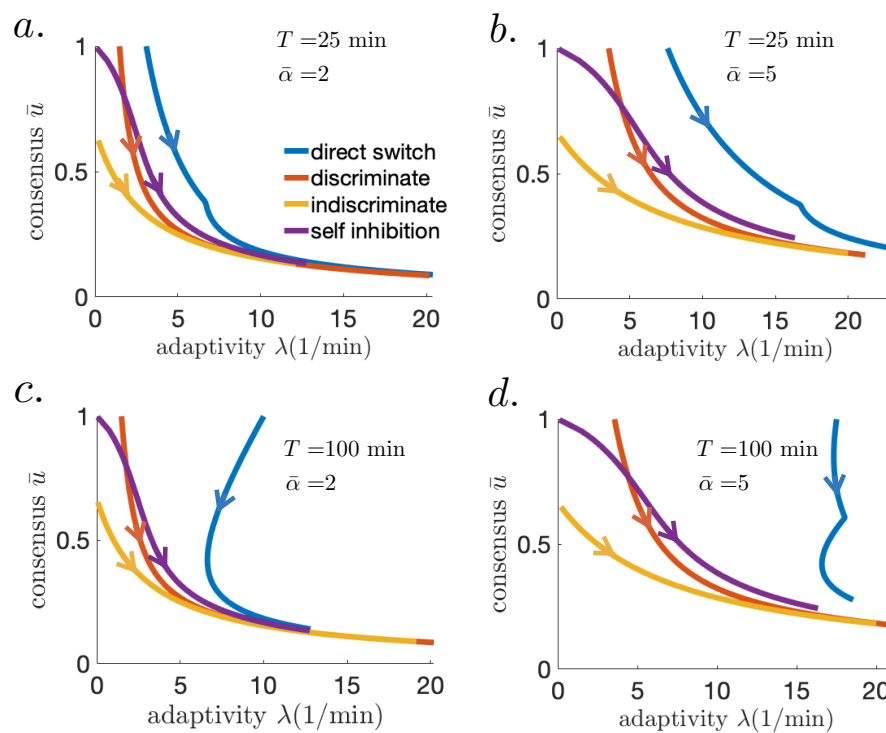 a.
T =25 min
ᾱ =2
1
0.5
0
consensus ū
direct switch
discriminate
indiscriminate
self inhibition
0 5 10 15 20
adaptivity λ(1/min)
b.
T =25 min
ᾱ =5
1
0.5
0
consensus ū
0 5 10 15 20
adaptivity λ(1/min)
c.
T =100 min
ᾱ =2
1
0.5
0
consensus ū
0 5 10 15 20
adaptivity λ(1/min)
d.
T =100 min
ᾱ =5
1
0.5
0
consensus ū
0 5 10 15 20
adaptivity λ(1/min)